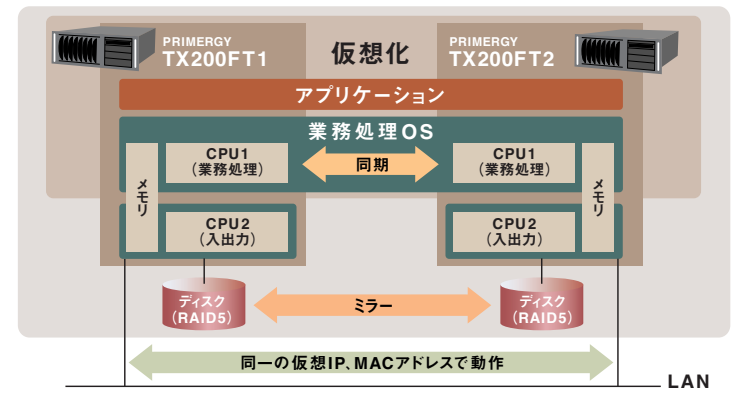 PRIMERGY
TX200FT1
仮想化
PRIMERGY
TX200FT2
アプリケーション
業務処理OS
メモリ
CPU1
(業務処理)
同期
CPU1
(業務処理)
メモリ
CPU2
(入出力)
CPU2
(入出力)
ディスク
(RAID5)
ミラー
ディスク
(RAID5)
同一の仮想IP、MACアドレスで動作
LAN